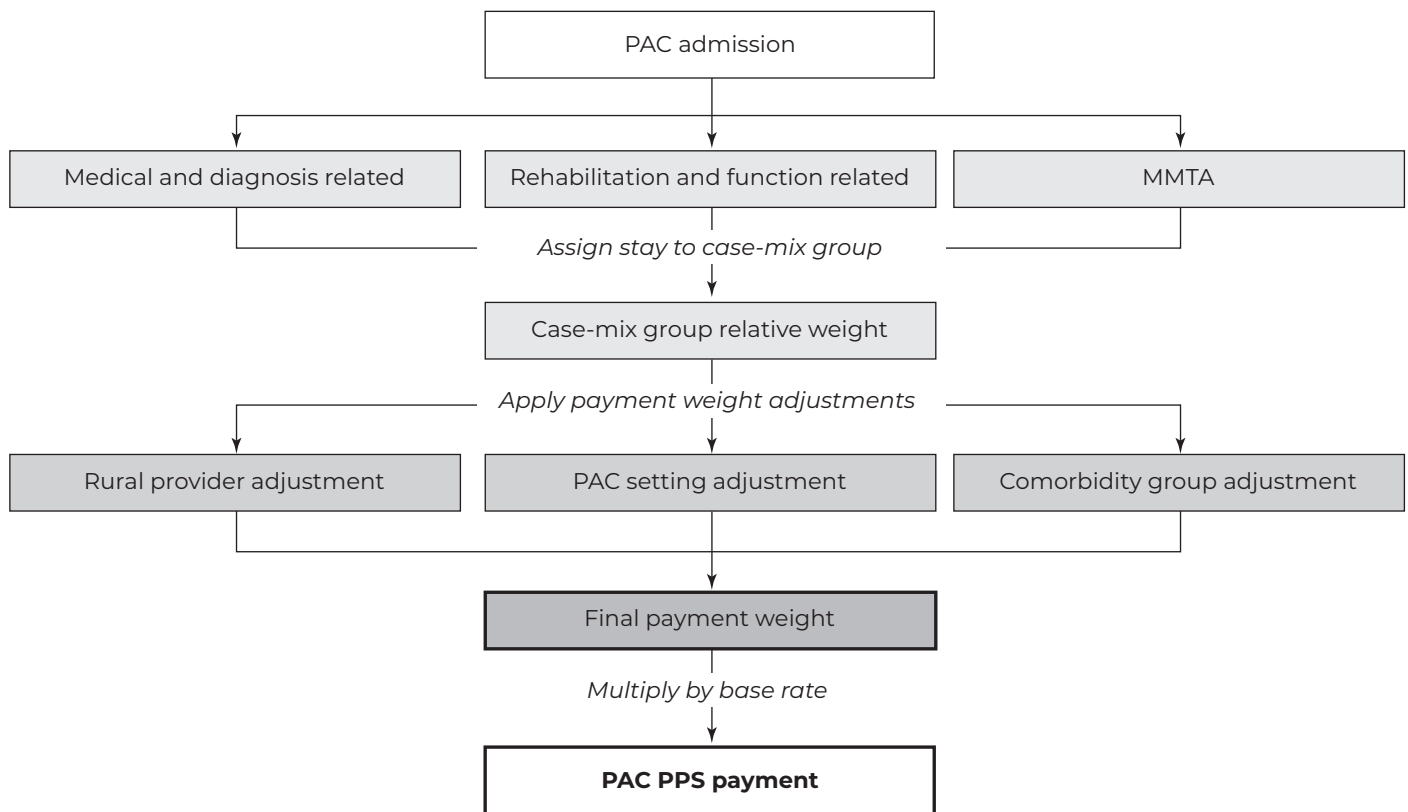 PAC admission
Medical and diagnosis related
Rehabilitation and function related
MMTA
Assign stay to case-mix group
Case-mix group relative weight
Apply payment weight adjustments
Rural provider adjustment
PAC setting adjustment
Comorbidity group adjustment
Final payment weight
Multiply by base rate
PAC PPS payment